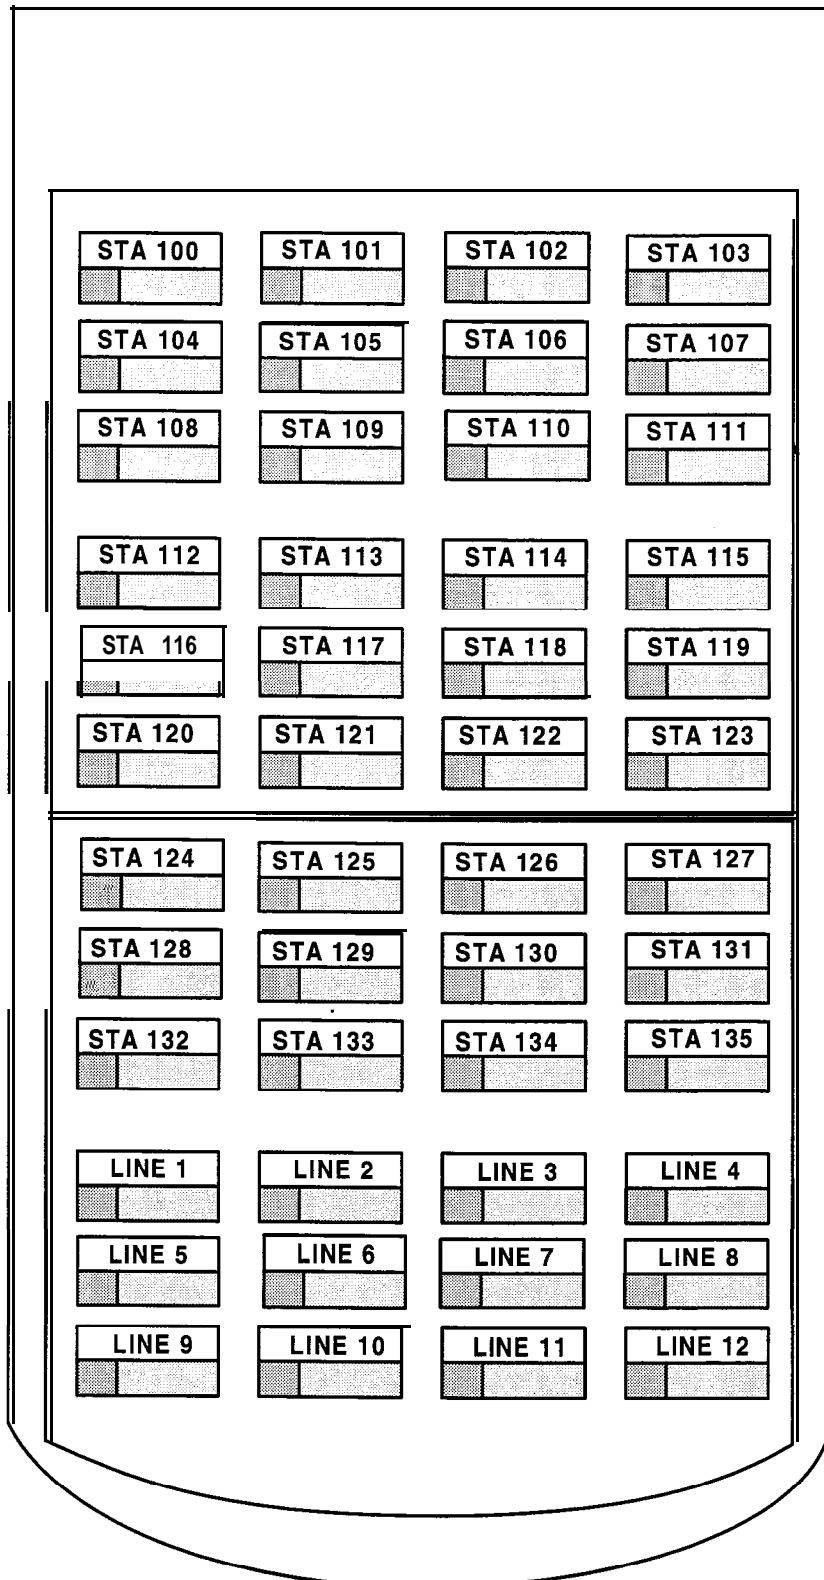 STA 100 STA 101 STA 102 STA 103
STA 104 STA 105 STA 106 STA 107
STA 108 STA 109 STA 110 STA 111
STA 112 STA 113 STA 114 STA 115
STA 116 STA 117 STA 118 STA 119
STA 120 STA 121 STA 122 STA 123
STA 124 STA 125 STA 126 STA 127
STA 128 STA 129 STA 130 STA 131
STA 132 STA 133 STA 134 STA 135
LINE 1 LINE 2 LINE 3 LINE 4
LINE 5 LINE 6 LINE 7 LINE 8
LINE 9 LINE 10 LINE 11 LINE 12